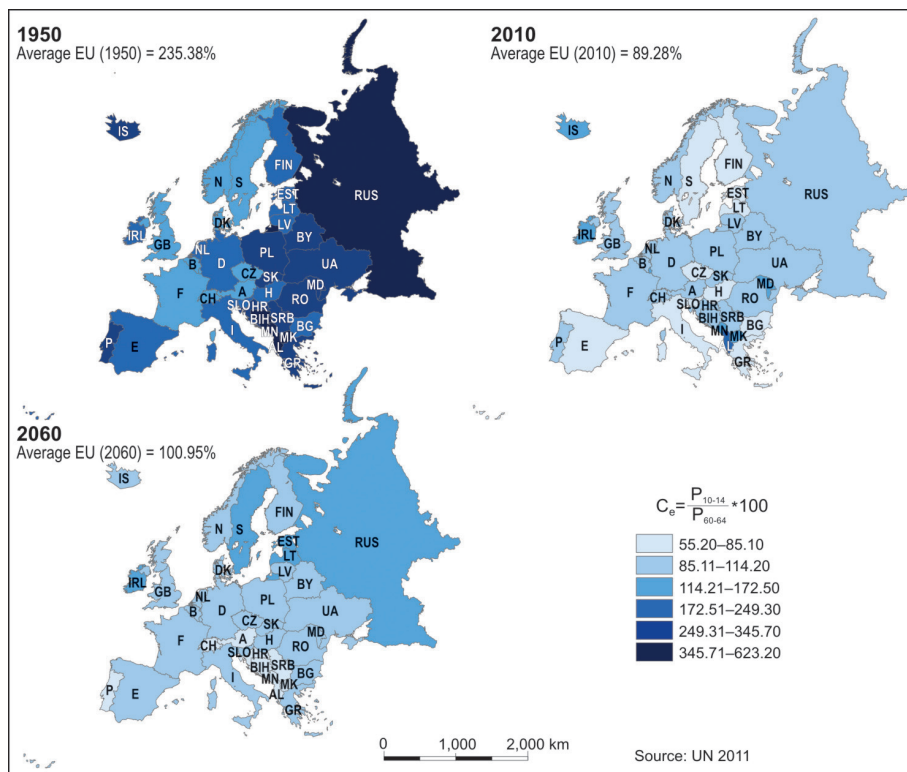 1950
Average EU (1950) = 235.38%
IS
N
S
FIN
RUS
EST
LT
LV
DK
IRL
GB
NL
B
D
PL
BY
UA
CZ
SK
MD
F
CH
A
H
RO
SLO
HR
BIH
SRB
BG
MN
MK
AL
GR
I
P
E
2010
Average EU (2010) = 89.28%
IS
N
S
FIN
RUS
EST
LT
LV
DK
IRL
GB
NL
B
D
PL
BY
UA
CZ
SK
MD
F
CH
A
H
RO
SLO
HR
BIH
SRB
BG
MN
MK
GR
I
P
E
2060
Average EU (2060) = 100.95%
IS
N
S
FIN
RUS
EST
LT
LV
DK
IRL
GB
NL
B
D
PL
BY
UA
CZ
SK
MD
F
CH
A
H
RO
SLO
HR
BIH
SRB
BG
MN
MK
AL
GR
I
P
E
Ce = P10-14 / P60-64 *100
55.20–85.10
85.11–114.20
114.21–172.50
172.51–249.30
249.31–345.70
345.71–623.20
0 1,000 2,000 km
Source: UN 2011